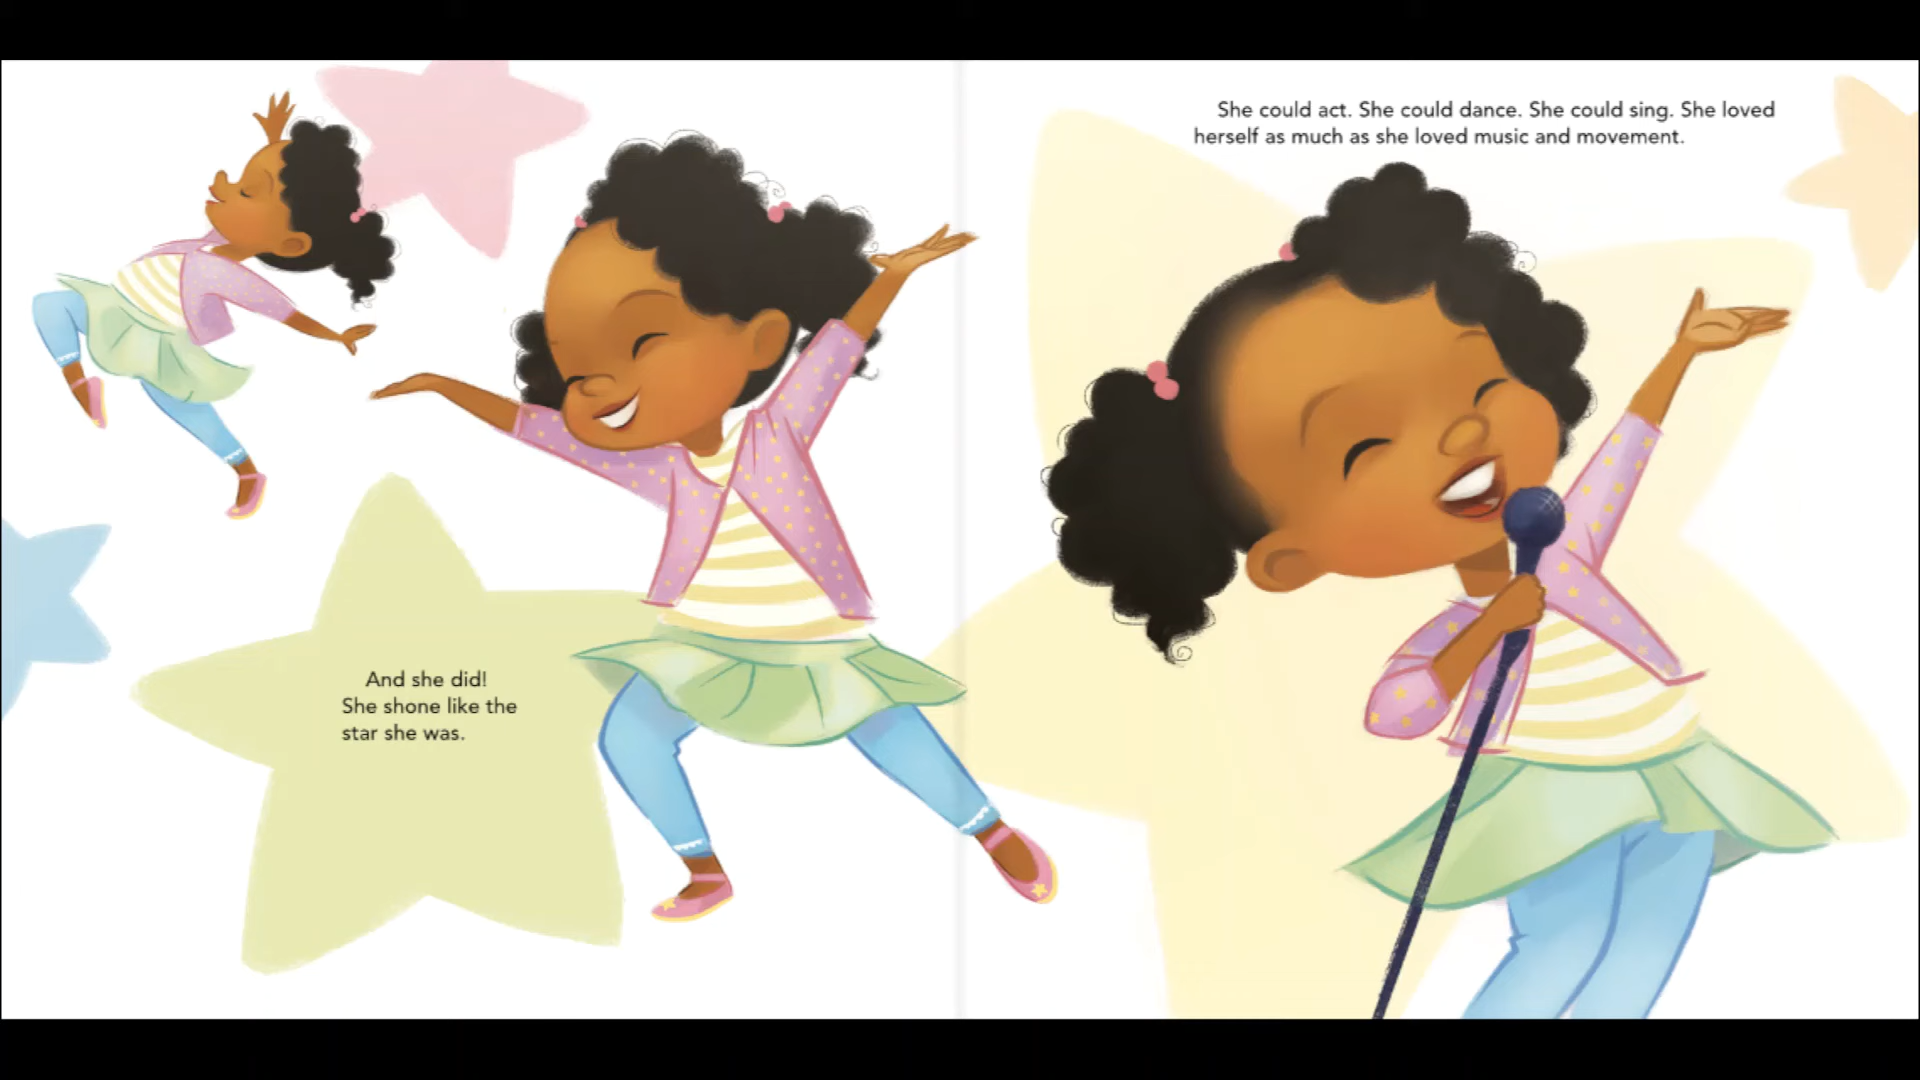 And she did!
She shone like the
star she was.
She could act. She could dance. She could sing. She loved
herself as much as she loved music and movement.